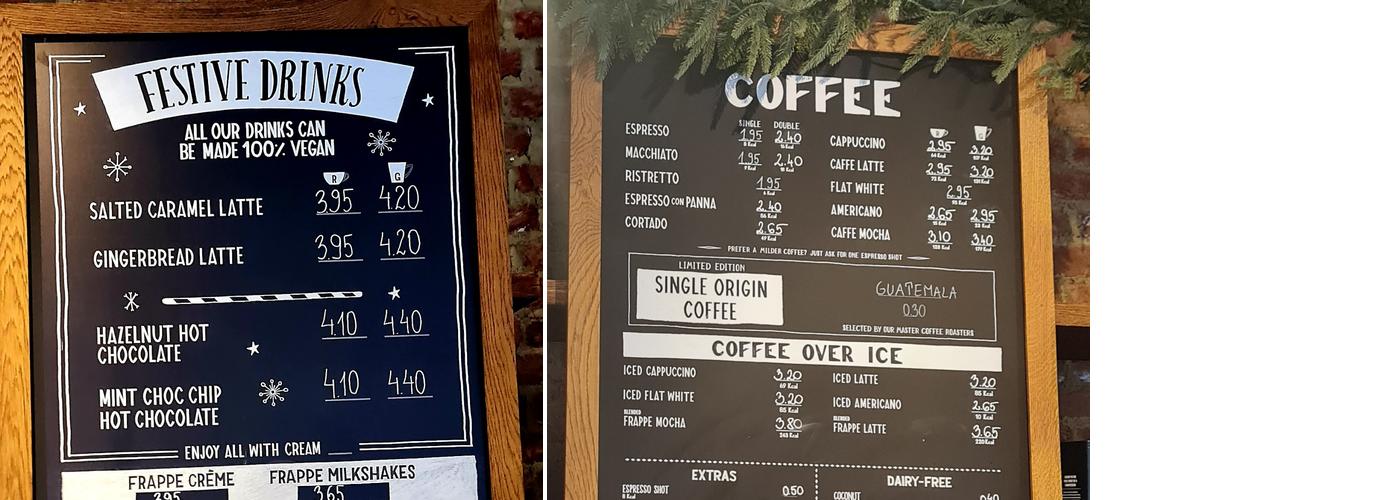 FESTIVE DRINKS
ALL OUR DRINKS CAN
BE MADE 100% VEGAN
R G
SALTED CARAMEL LATTE 3.95 4.20
GINGERBREAD LATTE 3.95 4.20
HAZELNUT HOT
CHOCOLATE 4.10 4.40
MINT CHOC CHIP
HOT CHOCOLATE 4.10 4.40
ENJOY ALL WITH CREAM
FRAPPE CRÈME FRAPPE MILKSHAKES
3.95 3.65
COFFEE
SINGLE DOUBLE
ESPRESSO 1.95 2.40
MACCHIATO 1.95 2.40
RISTRETTO 1.95
ESPRESSO CON PANNA 2.40
CORTADO 2.65
CAPPUCCINO 2.95 3.20
CAFFE LATTE 2.95 3.20
FLAT WHITE 2.95
AMERICANO 2.65 2.95
CAFFE MOCHA 3.10 3.40
PREFER A MILDER COFFEE? JUST ASK FOR ONE ESPRESSO SHOT
LIMITED EDITION
SINGLE ORIGIN
COFFEE
GUATEMALA
0.30
SELECTED BY OUR MASTER COFFEE ROASTERS
COFFEE OVER ICE
ICED CAPPUCCINO 3.20
ICED FLAT WHITE 3.20
BLENDED
FRAPPE MOCHA 3.80
ICED LATTE 3.20
ICED AMERICANO 2.65
BLENDED
FRAPPE LATTE 3.65
EXTRAS
ESPRESSO SHOT 0.50
DAIRY-FREE
COCONUT 0.40